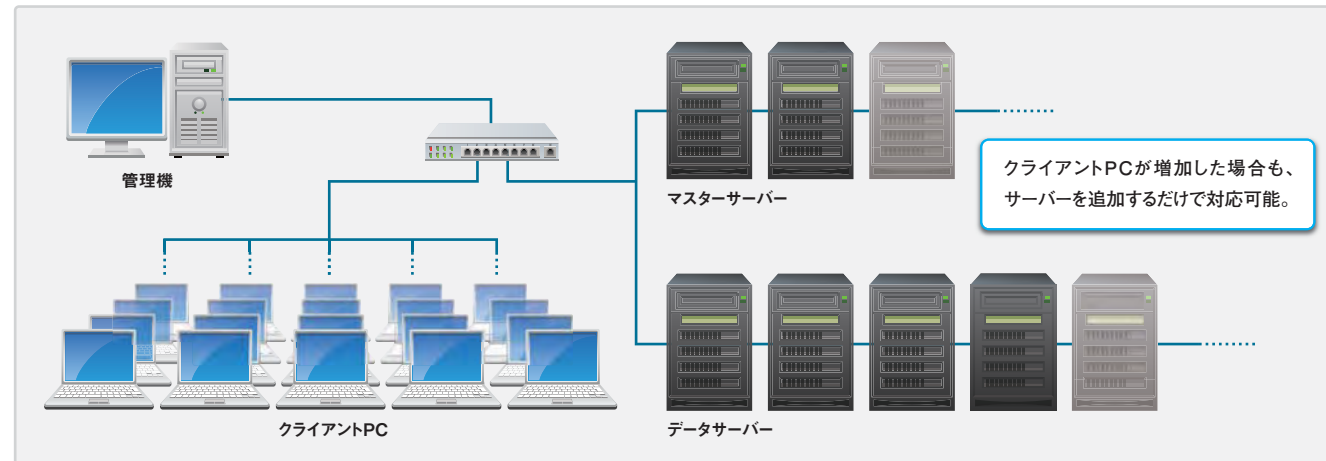 管理機
マスターサーバー
クライアントPCが増加した場合も、
サーバーを追加するだけで対応可能。
クライアントPC
データサーバー